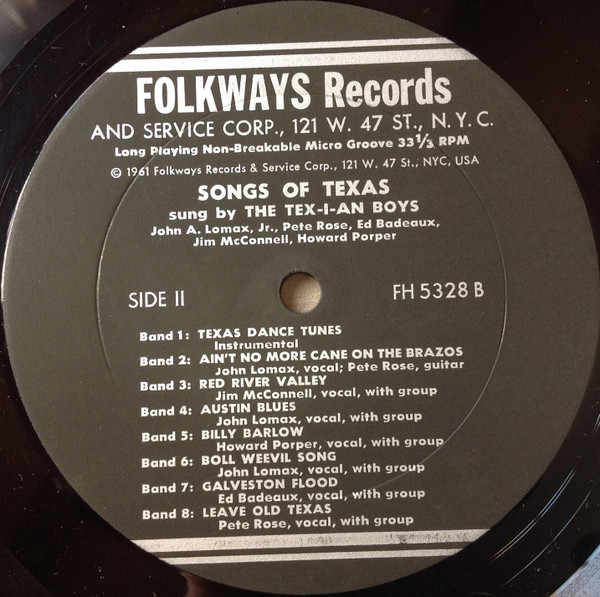 FOLKWAYS Records
AND SERVICE CORP., 121 W. 47 ST., N.Y.C.
Long Playing Non-Breakable Micro Groove 33⅓ RPM
© 1961 Folkways Records & Service Corp., 121 W. 47 St., NYC, USA
SONGS OF TEXAS
sung by THE TEX-I-AN BOYS
John A. Lomax, Jr., Pete Rose, Ed Badeaux,
Jim McConnell, Howard Porper
SIDE II FH 5328 B
Band 1: TEXAS DANCE TUNES
Instrumental
Band 2: AIN'T NO MORE CANE ON THE BRAZOS
John Lomax, vocal; Pete Rose, guitar
Band 3: RED RIVER VALLEY
Jim McConnell, vocal, with group
Band 4: AUSTIN BLUES
John Lomax, vocal, with group
Band 5: BILLY BARLOW
Howard Porper, vocal, with group
Band 6: BOLL WEEVIL SONG
John Lomax, vocal, with group
Band 7: GALVESTON FLOOD
Ed Badeaux, vocal, with group
Band 8: LEAVE OLD TEXAS
Pete Rose, vocal, with group